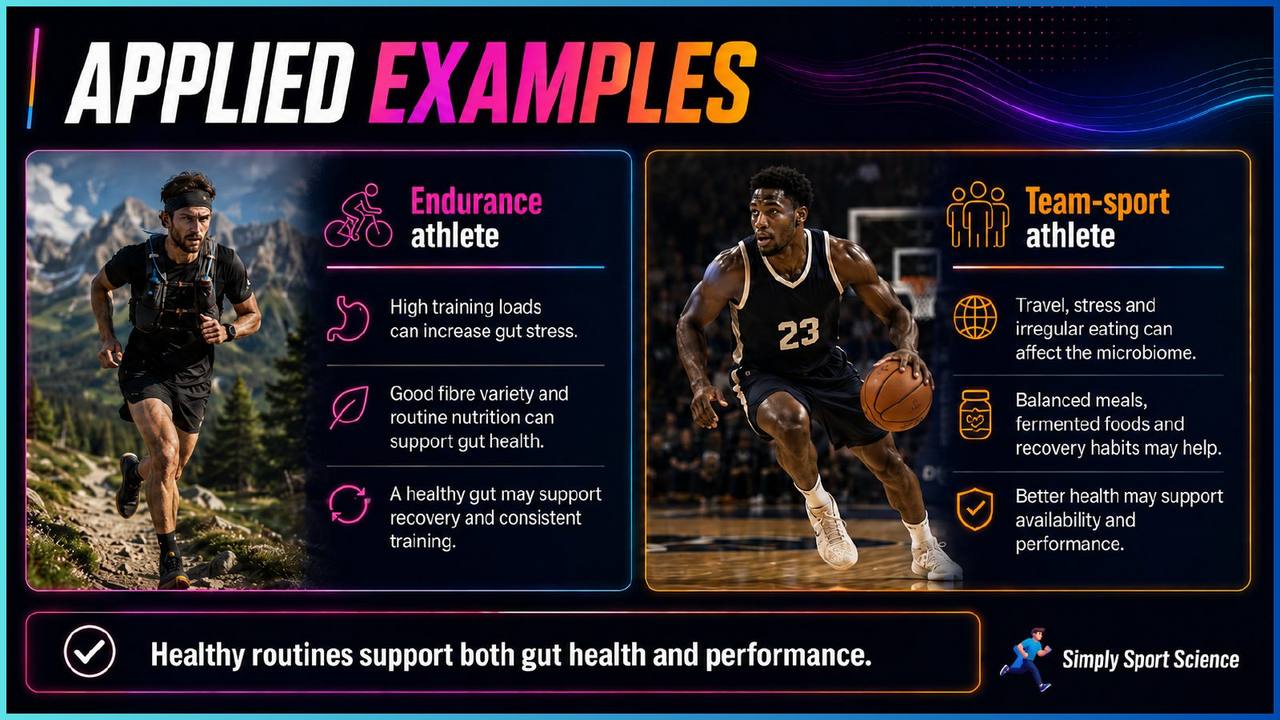 APPLIED EXAMPLES
Endurance
athlete
High training loads
can increase gut stress.
Good fibre variety and
routine nutrition can
support gut health.
A healthy gut may support
recovery and consistent
training.
23
Team-sport
athlete
Travel, stress and
irregular eating can
affect the microbiome.
Balanced meals,
fermented foods and
recovery habits may help.
Better health may support
availability and
performance.
Healthy routines support both gut health and performance.
Simply Sport Science